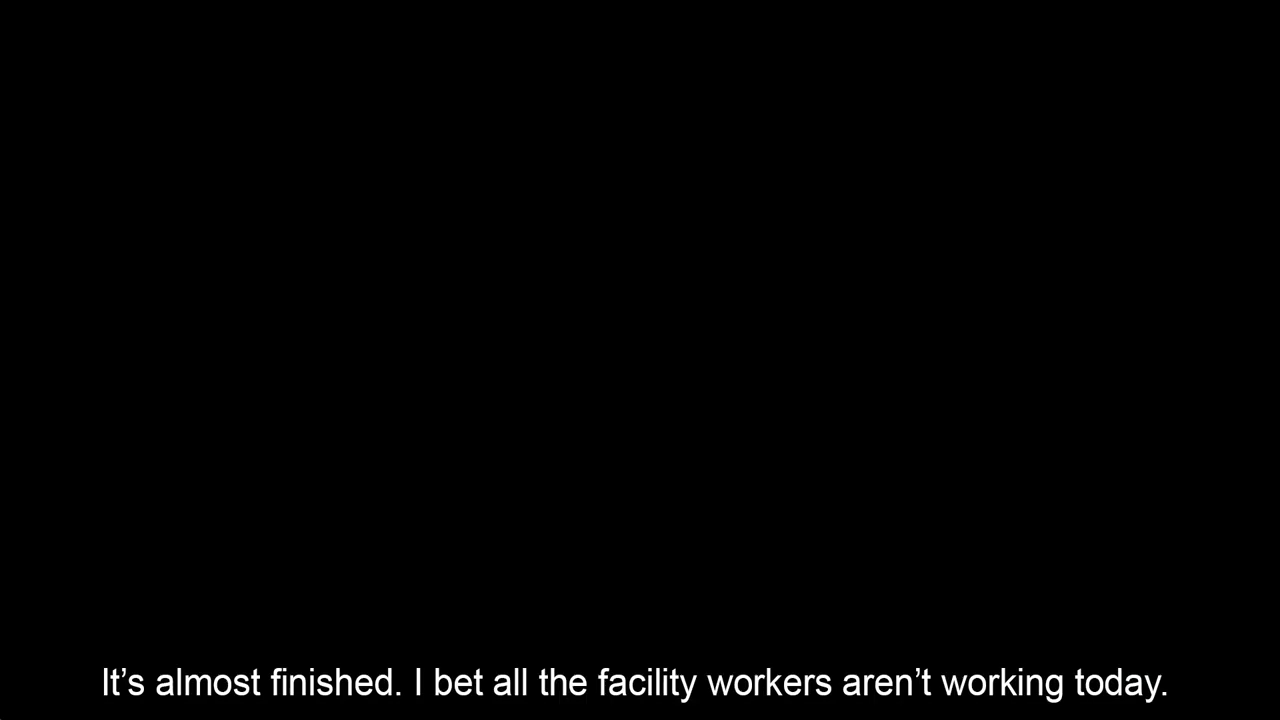 It’s almost finished. I bet all the facility workers aren’t working today.